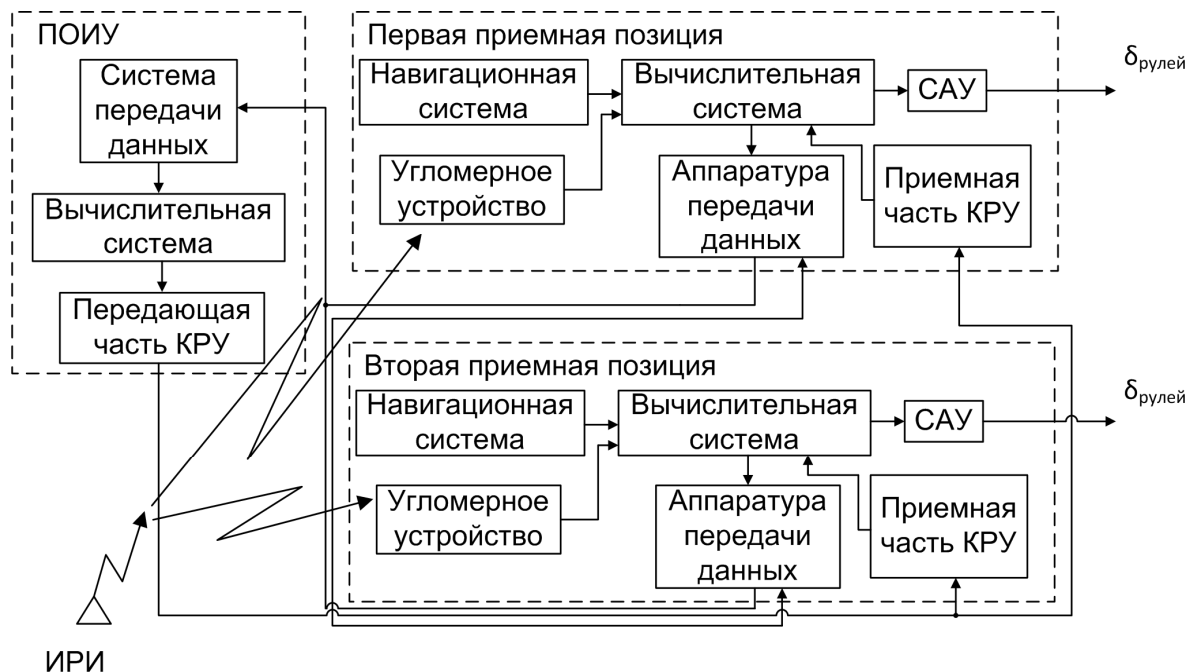 ПОИУ
Система
передачи
данных
Вычислительная
система
Передающая
часть КРУ
Первая приемная позиция
Навигационная
система
Вычислительная
система
САУ
δрулей
Угломерное
устройство
Аппаратура
передачи
данных
Приемная
часть КРУ
Вторая приемная позиция
Навигационная
система
Вычислительная
система
САУ
δрулей
Угломерное
устройство
Аппаратура
передачи
данных
Приемная
часть КРУ
ИРИ